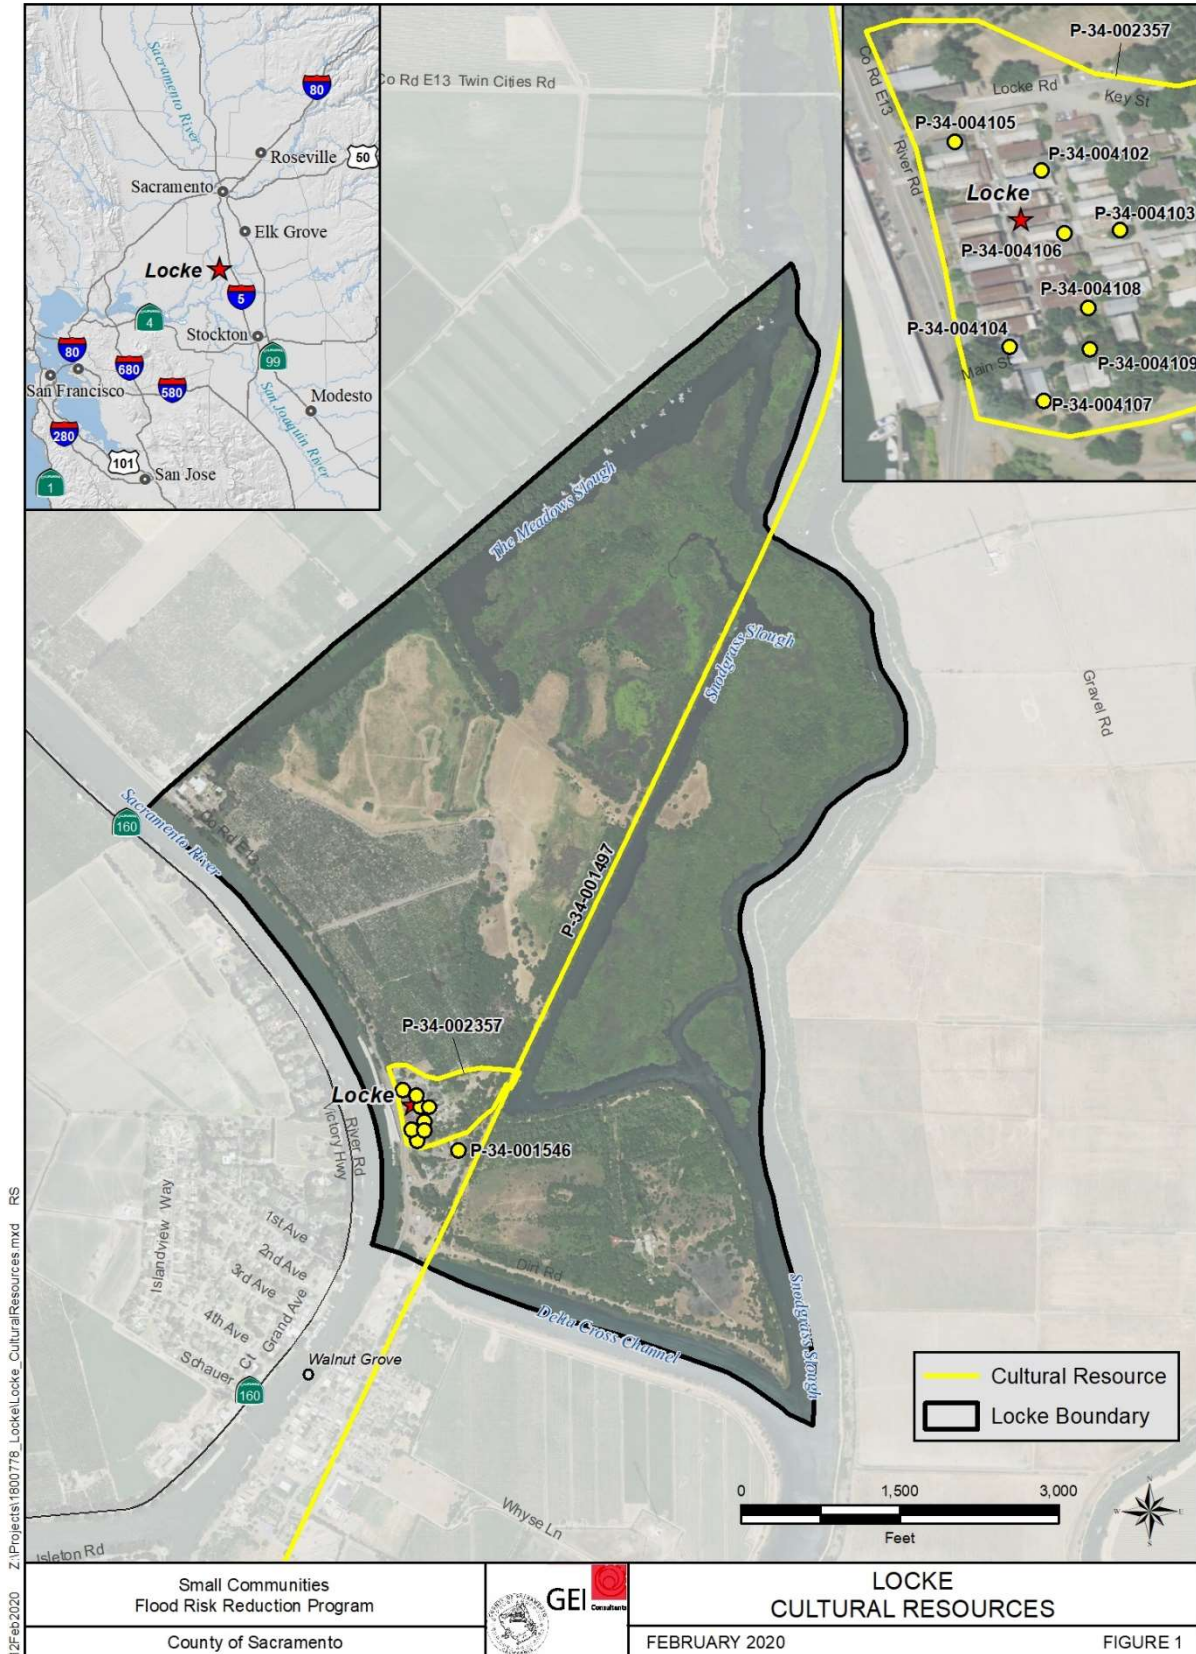 Sacramento River
80
Roseville
50
Sacramento
Elk Grove
Locke
5
4
Stockton
99
80
680
San Francisco
580
Modesto
San Joaquin River
280
101
San Jose
1
P-34-002357
Co Rd E13
Locke Rd
Key St
P-34-004105
River Rd
P-34-004102
Locke
P-34-004103
P-34-004106
P-34-004108
P-34-004104
Main St
P-34-004109
P-34-004107
Co Rd E13 Twin Cities Rd
The Meadows Slough
Snodgrass Slough
Gravel Rd
Sacramento River
160
Co Rd E13
P-34-001497
P-34-002357
Locke
P-34-001546
River Rd
Victory Hwy
Islandview Way
1st Ave
2nd Ave
3rd Ave
4th Ave
Grand Ave
Schauer Ct
160
Walnut Grove
Dirt Rd
Delta Cross Channel
Snodgrass Slough
Cultural Resource
Locke Boundary
0 1,500 3,000
Feet
N
W E
S
Whyse Ln
Isleton Rd
12Feb2020 Z:\Projects\1800778_Locke\Locke_CulturalResources.mxd RS
Small Communities
Flood Risk Reduction Program
County of Sacramento
GEI
Consultants
LOCKE
CULTURAL RESOURCES
FEBRUARY 2020
FIGURE 1